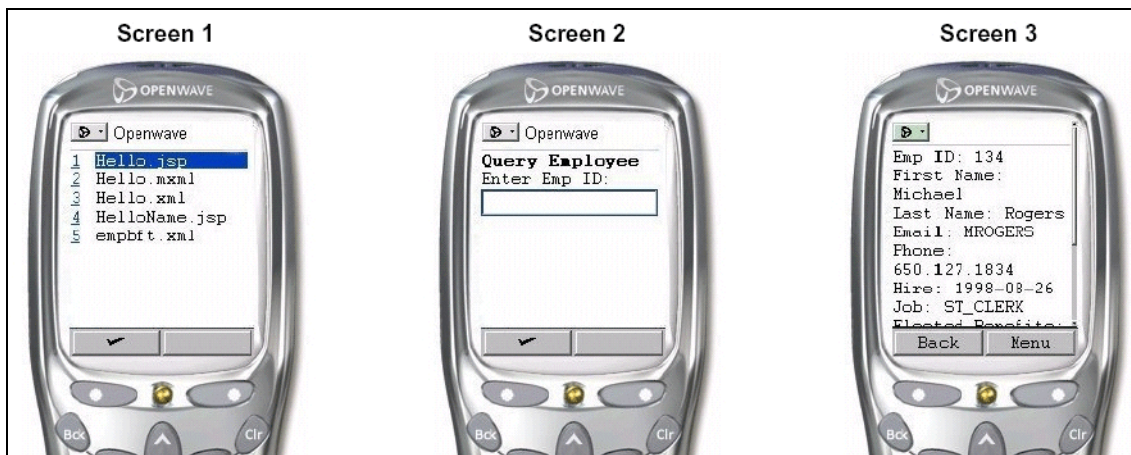 Screen 1
OPENWAVE
Openwave
1 Hello.jsp
2 Hello.mxml
3 Hello.xml
4 HelloName.jsp
5 empbft.xml
Bck
Clr
Screen 2
OPENWAVE
Openwave
Query Employee
Enter Emp ID:
Bck
Clr
Screen 3
OPENWAVE
Emp ID: 134
First Name:
Michael
Last Name: Rogers
Email: MROGERS
Phone:
650.127.1834
Hire: 1998-08-26
Job: ST_CLERK
Elected Benefits:
Back Menu
Bck
Clr